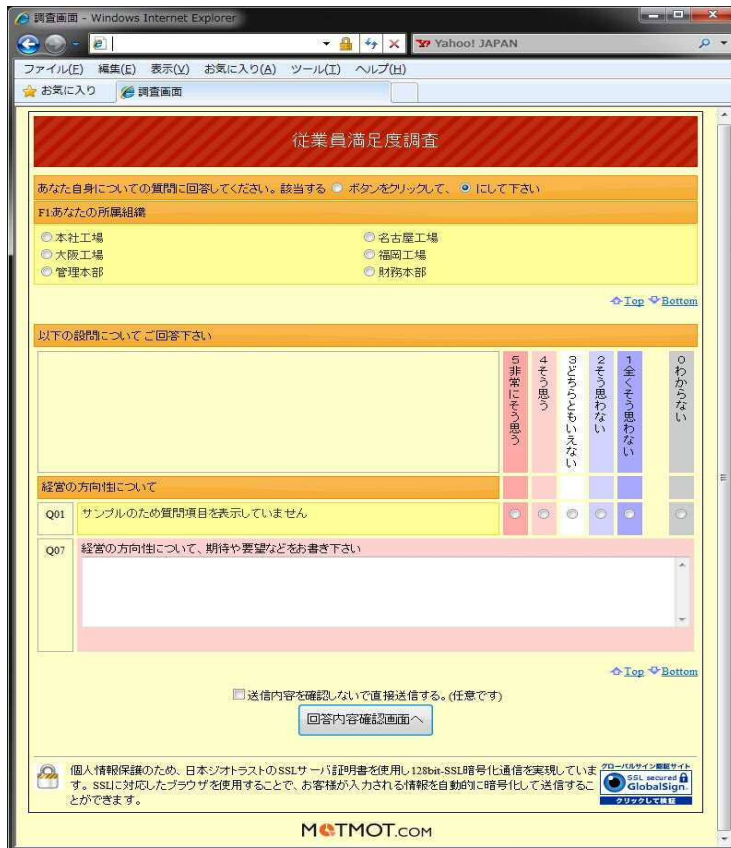 調査画面 - Windows Internet Explorer
Yahoo! JAPAN
ファイル(F) 編集(E) 表示(V) お気に入り(A) ツール(T) ヘルプ(H)
お気に入り 調査画面
従業員満足度調査
あなた自身についての質問に回答してください。該当する ボタンをクリックして、 にして下さい
F1:あなたの所属組織
本社工場 名古屋工場
大阪工場 福岡工場
管理本部 財務本部
Top Bottom
以下の設問について ご回答下さい
5非常にそう思う
4そう思う
3どちらともいえない
2そう思わない
1全くそう思わない
0わからない
経営の方向性について
Q01 サンプルのため質問項目を表示していません
Q07 経営の方向性について、期待や要望などをお書き下さい
Top Bottom
送信内容を確認しないで直接送信する。(任意です)
回答内容確認画面へ
個人情報保護のため、日本ジオトラストのSSLサーバ証明書を使用し128bit-SSL暗号化通信を実現していま
す。SSLに対応したブラウザを使用することで、お客様が入力される情報を自動的に暗号化して送信するこ
とができます。
グローバルサイン認証サイト
SSL secured
GlobalSign.
クリックして検証
MOTMOT.COM